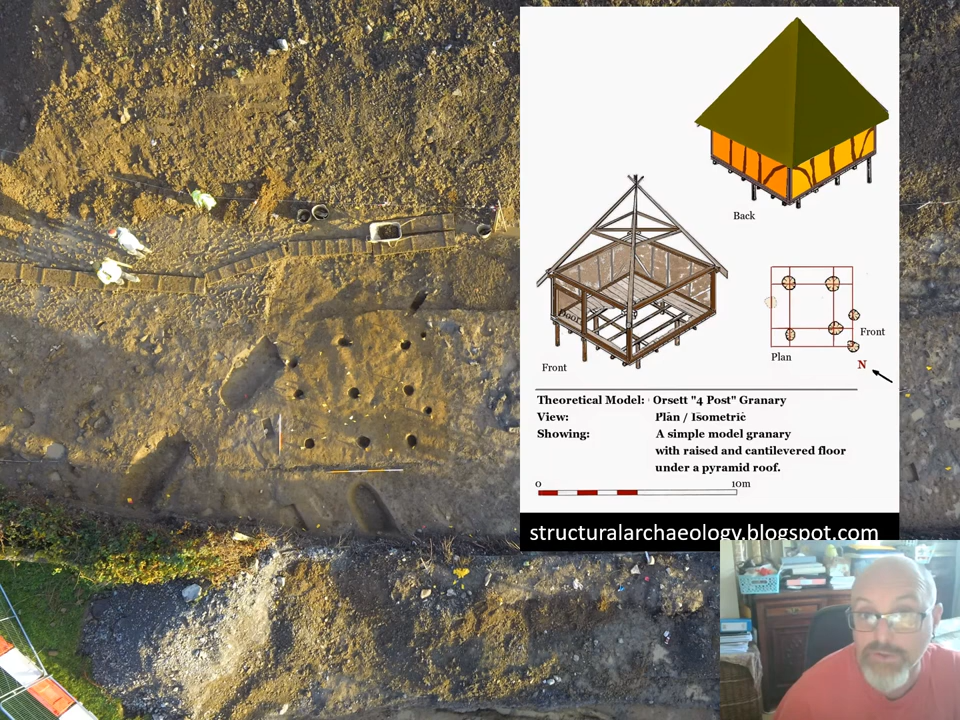 Back
Door
Front
Front
Plan
N
Theoretical Model: Orsett "4 Post" Granary
View: Plan / Isometric
Showing: A simple model granary
with raised and cantilevered floor
under a pyramid roof.
0 10m
structuralarchaeology.blogspot.com